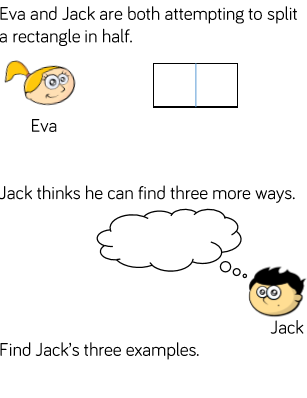 Eva and Jack are both attempting to split
a rectangle in half.
Eva
Jack thinks he can find three more ways.
Jack
Find Jack's three examples.